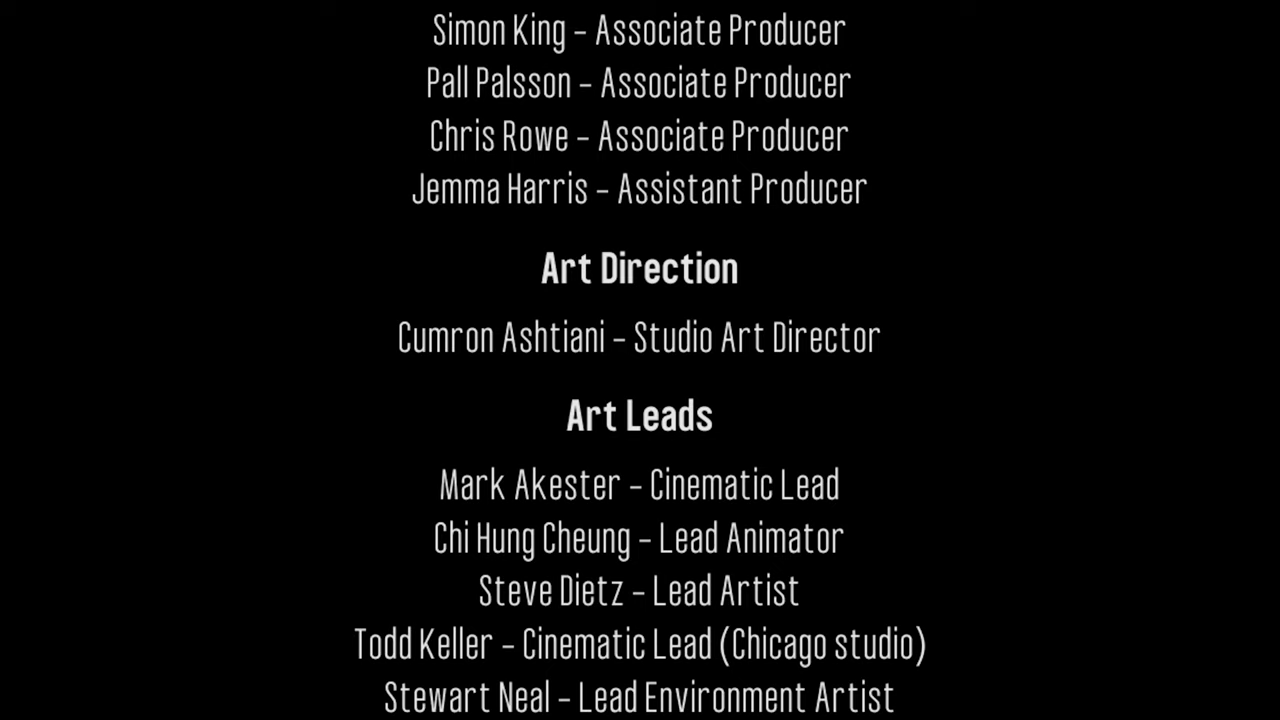 Simon King – Associate Producer
Pall Palsson – Associate Producer
Chris Rowe – Associate Producer
Jemma Harris – Assistant Producer
Art Direction
Cumron Ashtiani – Studio Art Director
Art Leads
Mark Akester – Cinematic Lead
Chi Hung Cheung – Lead Animator
Steve Dietz – Lead Artist
Todd Keller – Cinematic Lead (Chicago studio)
Stewart Neal – Lead Environment Artist